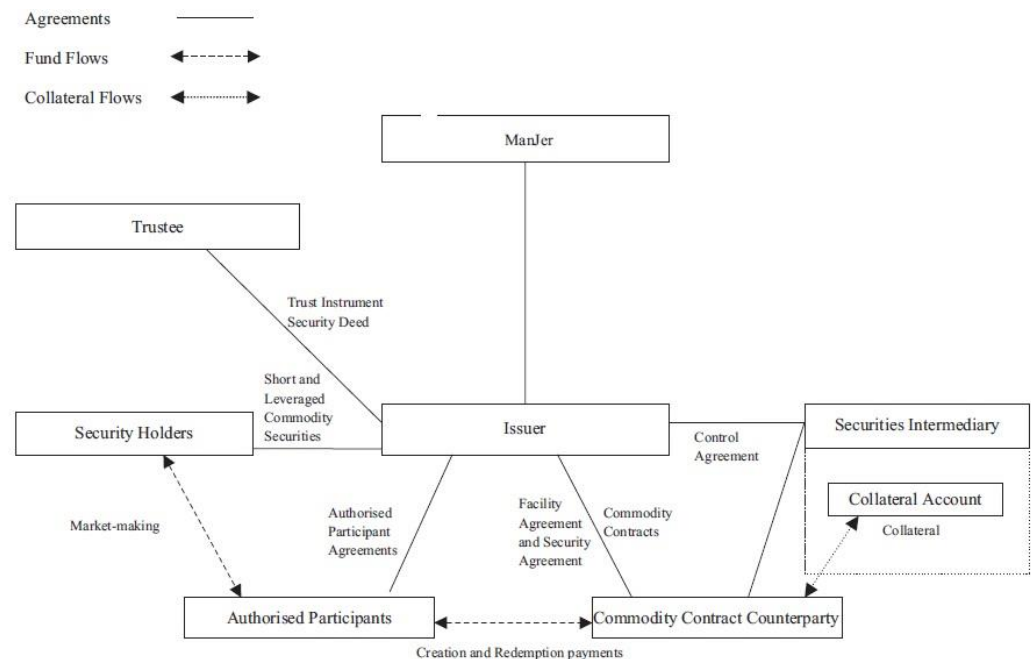 Agreements
Fund Flows
Collateral Flows
ManJer
Trustee
Trust Instrument
Security Deed
Short and
Leveraged
Commodity
Securities
Security Holders
Issuer
Securities Intermediary
Control
Agreement
Collateral Account
Collateral
Market-making
Authorised
Participant
Agreements
Facility
Agreement
and Security
Agreement
Commodity
Contracts
Authorised Participants
Commodity Contract Counterparty
Creation and Redemption payments